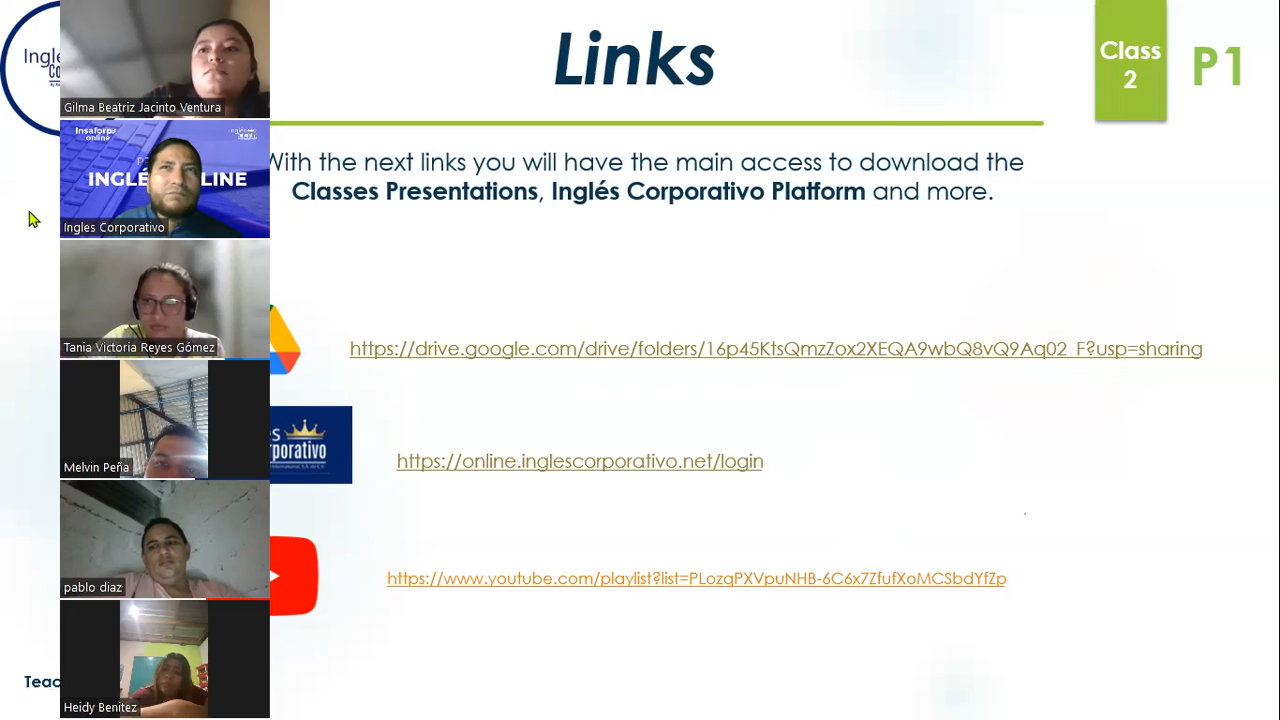 Links
Class
2
P1
With the next links you will have the main access to download the
Classes Presentations, Inglés Corporativo Platform and more.
https://drive.google.com/drive/folders/16p45KtsQmzZox2XEQA9wbQ8vQ9Aq02_F?usp=sharing
https://online.inglescorporativo.net/login
https://www.youtube.com/playlist?list=PLozqPXVpuNHB-6C6x7ZfufXoMCSbdYfZp
Gilma Beatriz Jacinto Ventura
Insaforp
online
Ingles Corporativo
Tania Victoria Reyes Gómez
Melvin Peña
pablo diaz
Heidy Benitez